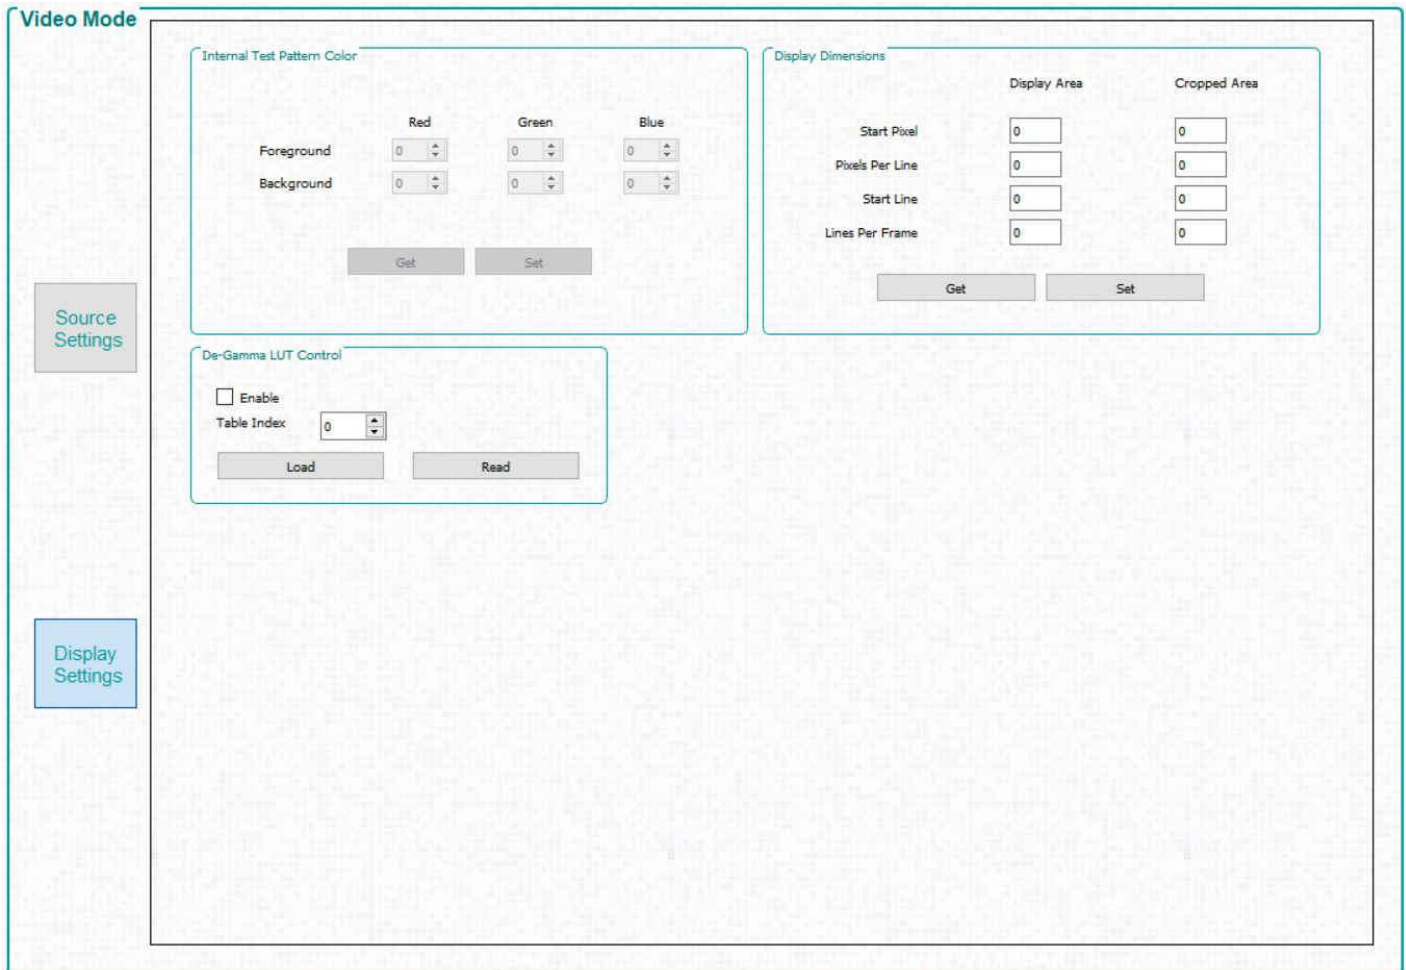 Video Mode
Internal Test Pattern Color
Red Green Blue
Foreground 0 0 0
Background 0 0 0
Get Set
Display Dimensions
Display Area Cropped Area
Start Pixel 0 0
Pixels Per Line 0 0
Start Line 0 0
Lines Per Frame 0 0
Get Set
Source
Settings
De-Gamma LUT Control
Enable
Table Index 0
Load Read
Display
Settings